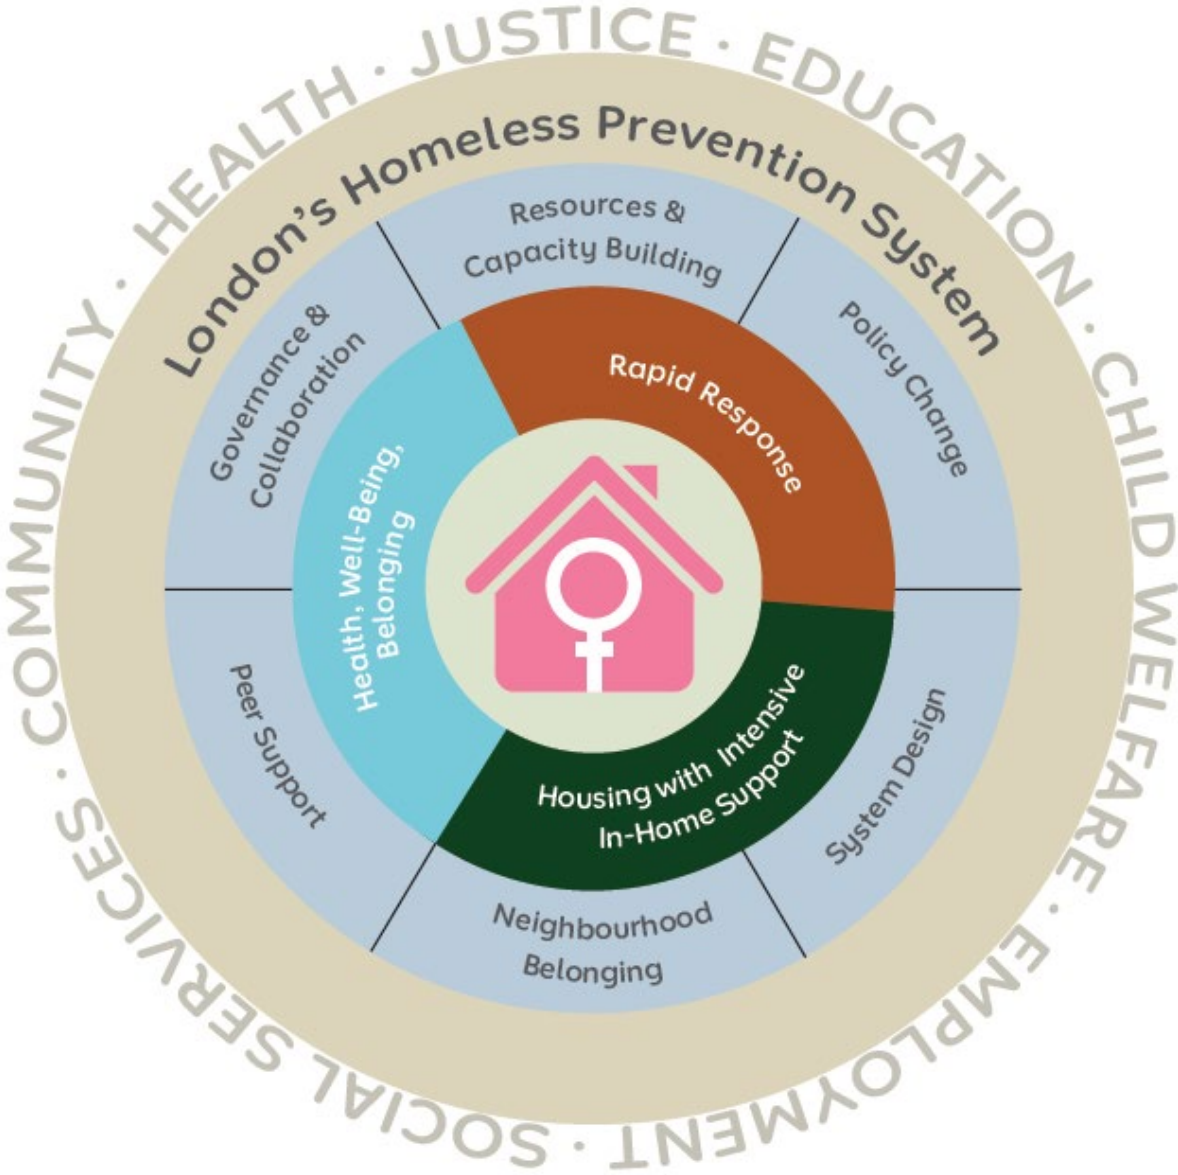 COMMUNITY · HEALTH · JUSTICE · EDUCATION · CHILD WELFARE · EMPLOYMENT · SOCIAL SERVICES ·
London's Homeless Prevention System
Resources &
Capacity Building
Policy Change
System Design
Neighbourhood
Belonging
Peer Support
Governance &
Collaboration
Rapid Response
Housing with Intensive
In-Home Support
Health, Well-Being,
Belonging